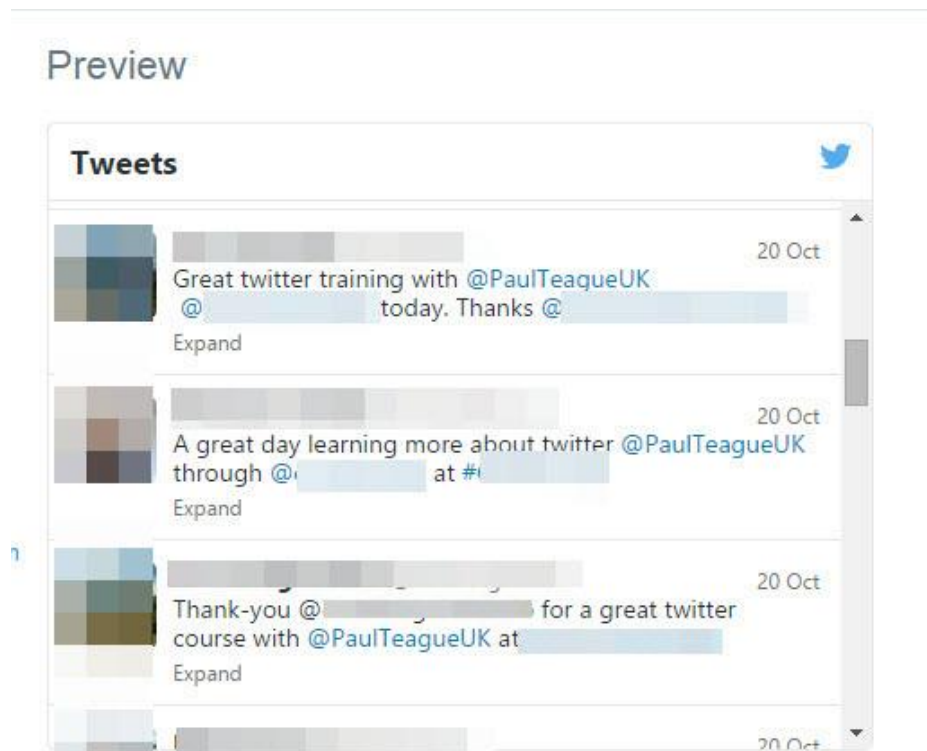 Preview
Tweets
20 Oct
Great twitter training with @PaulTeagueUK
@ today. Thanks @
Expand
20 Oct
A great day learning more about twitter @PaulTeagueUK
through @ at #
Expand
20 Oct
Thank-you @ for a great twitter
course with @PaulTeagueUK at
Expand
20 Oct